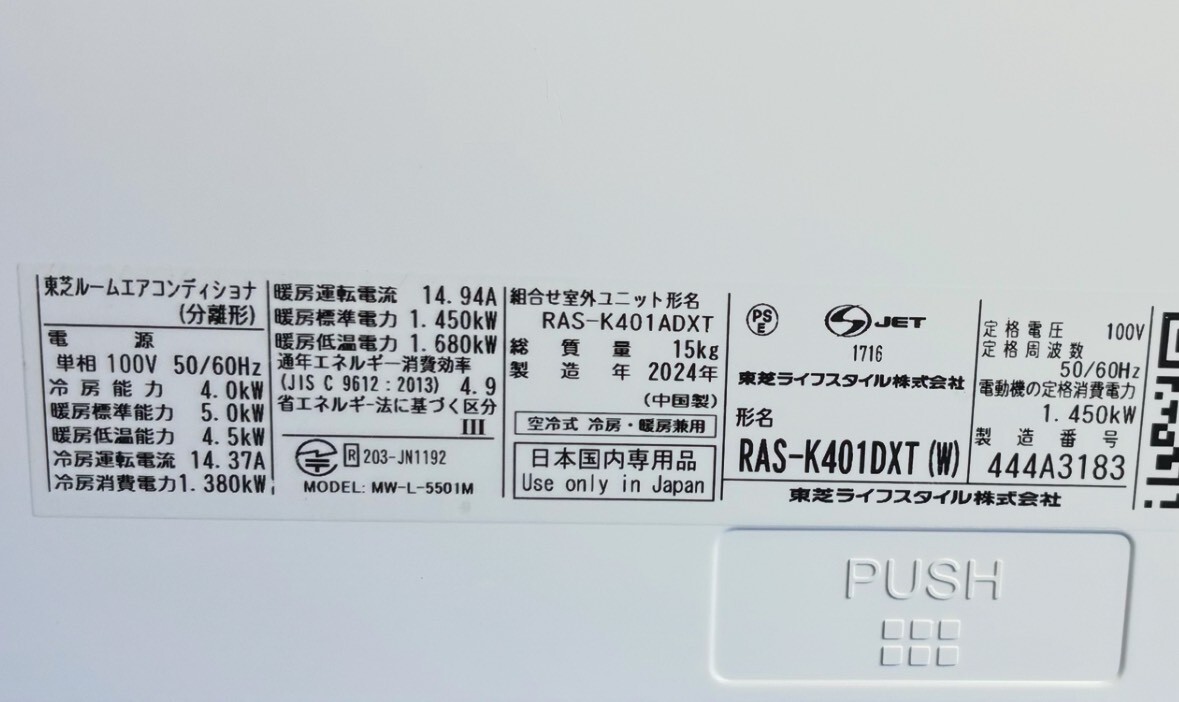 東芝ルームエアコンディショナ
(分離形)
電 源
単相 100V 50/60Hz
冷房能力 4.0kW
暖房標準能力 5.0kW
暖房低温能力 4.5kW
冷房運転電流 14.37A
冷房消費電力 1.380kW
暖房運転電流 14.94A
暖房標準電力 1.450kW
暖房低温電力 1.680kW
通年エネルギー消費効率
(JIS C 9612:2013) 4.9
省エネルギー法に基づく区分
III
R 203-JN1192
MODEL: MW-L-5501M
組合せ室外ユニット形名
RAS-K401ADXT
総質量 15kg
製造年 2024年
(中国製)
空冷式 冷房・暖房兼用
日本国内専用品
Use only in Japan
PS
E
JET
1716
東芝ライフスタイル株式会社
形名
RAS-K401DXT(W)
定格電圧 100V
定格周波数
50/60Hz
電動機の定格消費電力
1.450kW
製造番号
444A3183
東芝ライフスタイル株式会社
PUSH